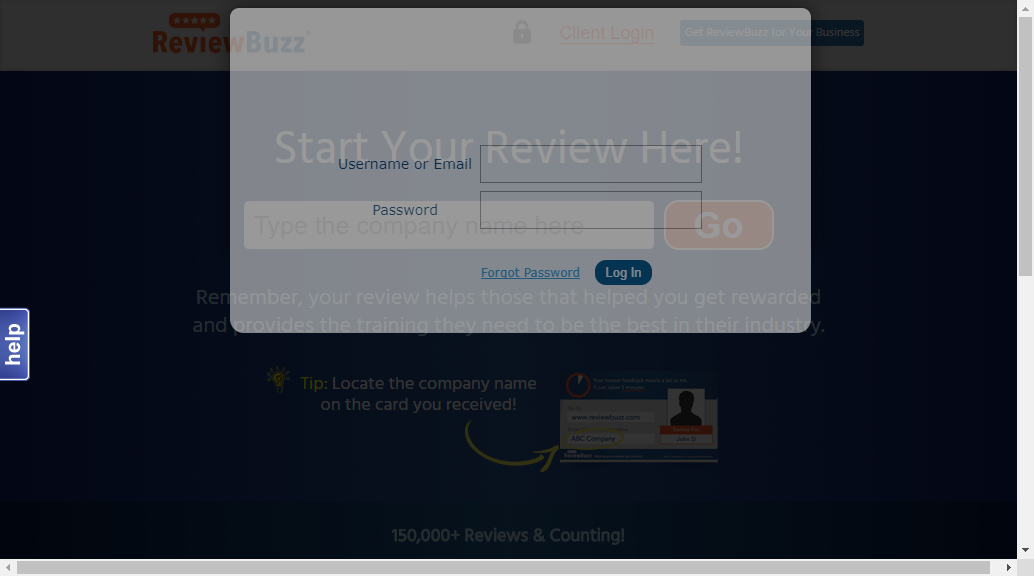 ReviewBuzz
Client Login
Get ReviewBuzz for Your Business
Start Your Review Here!
Username or Email
Password
Type the company name here
Go
Forgot Password
Log In
Remember, your review helps those that helped you get rewarded
and provides the training they need to be the best in their industry.
help
Tip: Locate the company name
on the card you received!
www.reviewbuzz.com
ABC Company
John D
ReviewBuzz
150,000+ Reviews & Counting!